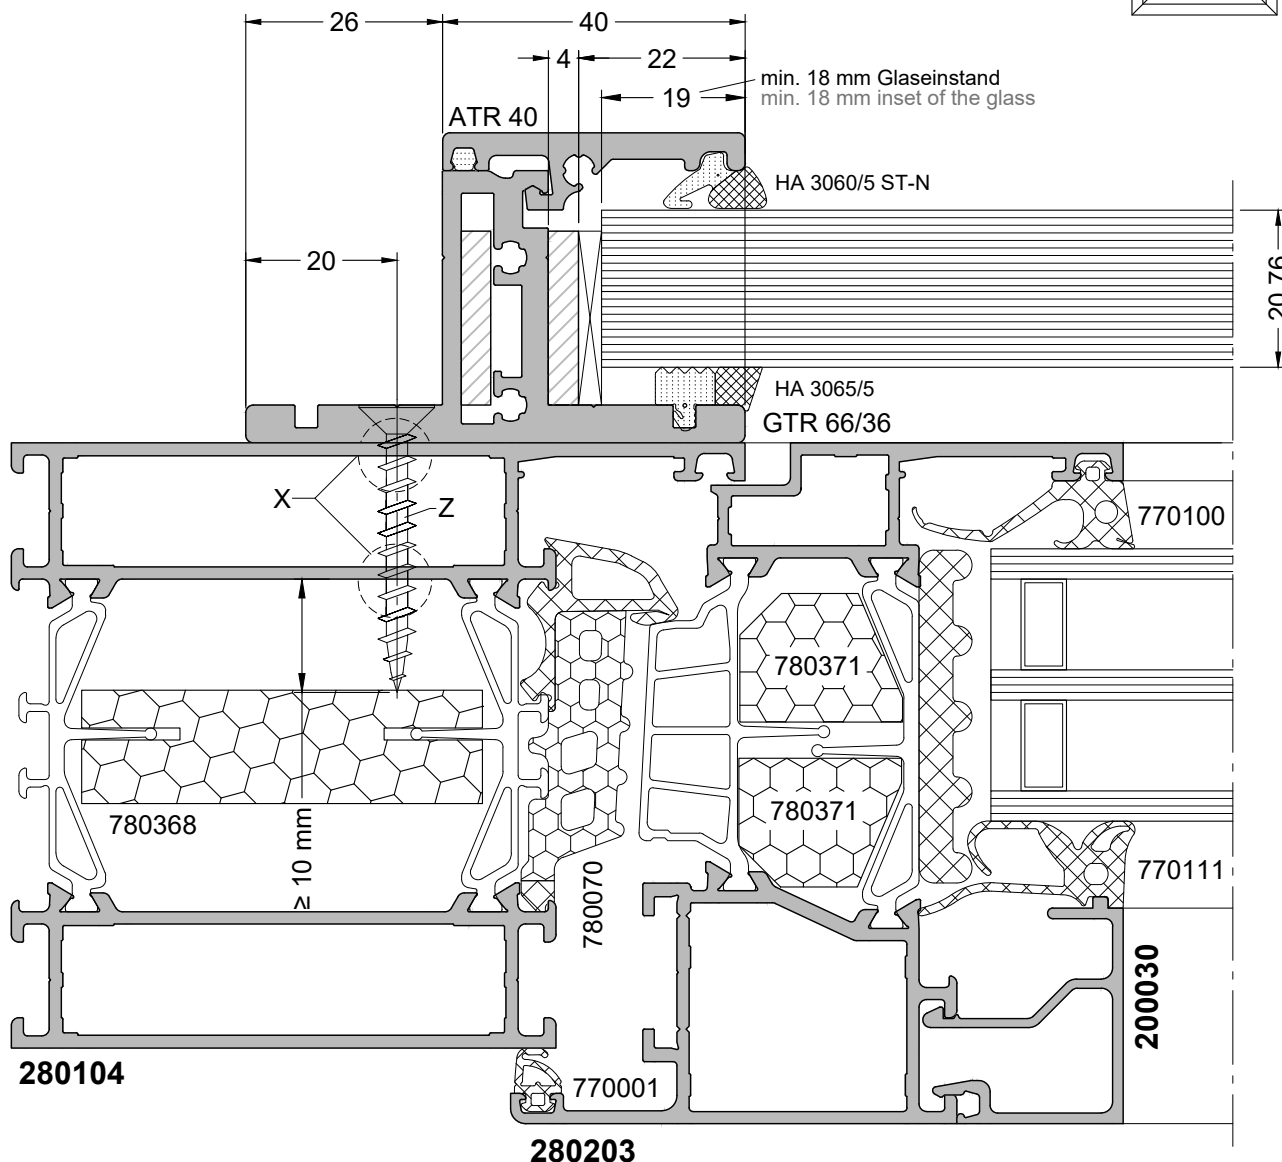 26
40
4
22
min. 18 mm Glaseinstand
19
min. 18 mm inset of the glass
ATR 40
HA 3060/5 ST-N
20
20,76
HA 3065/5
GTR 66/36
X
Z
770100
780371
780371
780368
≥ 10 mm
780070
770111
200030
280104
770001
280203